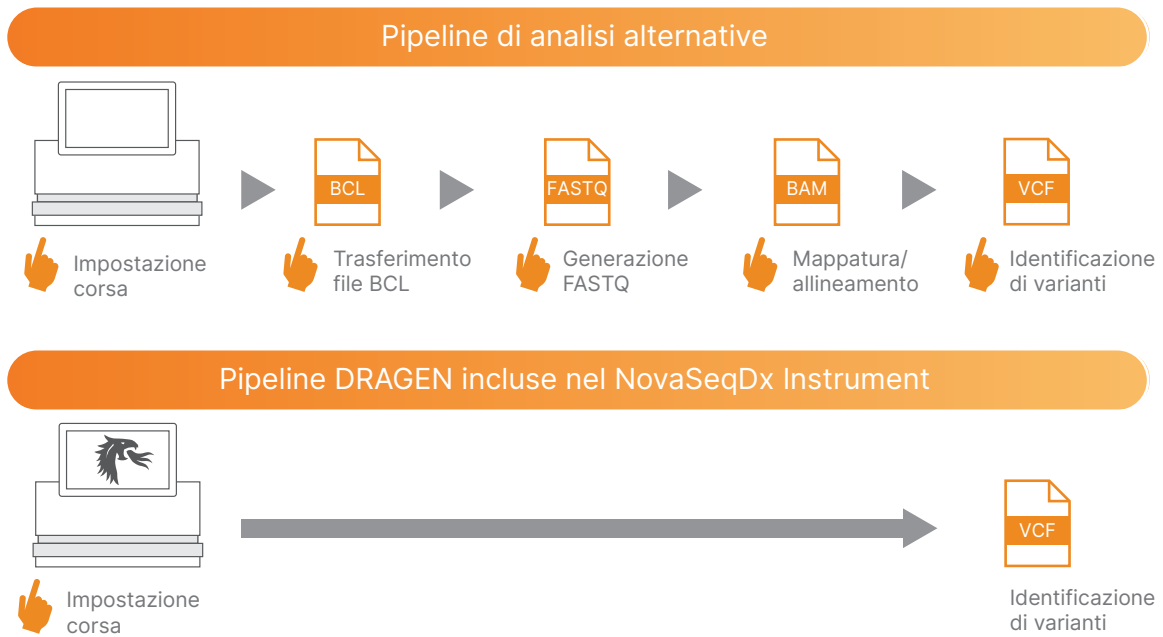 Pipeline di analisi alternative
BCL
FASTQ
BAM
VCF
Impostazione
corsa
Trasferimento
file BCL
Generazione
FASTQ
Mappatura/
allineamento
Identificazione
di varianti
Pipeline DRAGEN incluse nel NovaSeqDx Instrument
VCF
Impostazione
corsa
Identificazione
di varianti